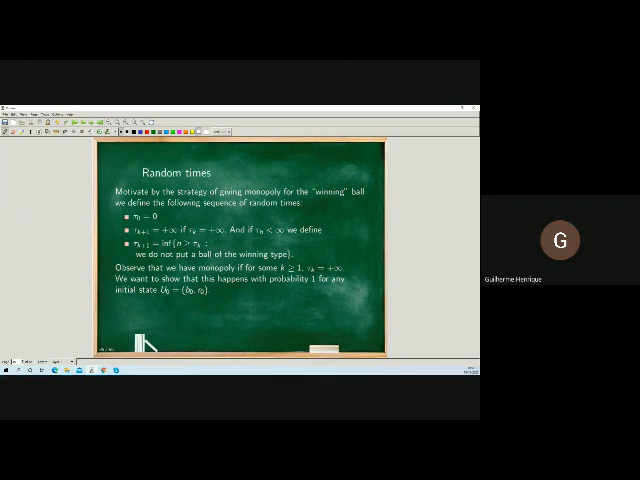 Random times
Motivate by the strategy of giving monopoly for the "winning" ball
we define the following sequence of random times:
τ₀ = 0
τₖ₊₁ = +∞ if τₖ = +∞. And if τₖ < ∞ we define
τₖ₊₁ = inf{n ≥ τₖ :
we do not put a ball of the winning type}.
Observe that we have monopoly if for some k ≥ 1, τₖ = +∞.
We want to show that this happens with probability 1 for any
initial state U₀ = (b₀, r₀).
G
Guilherme Henrique